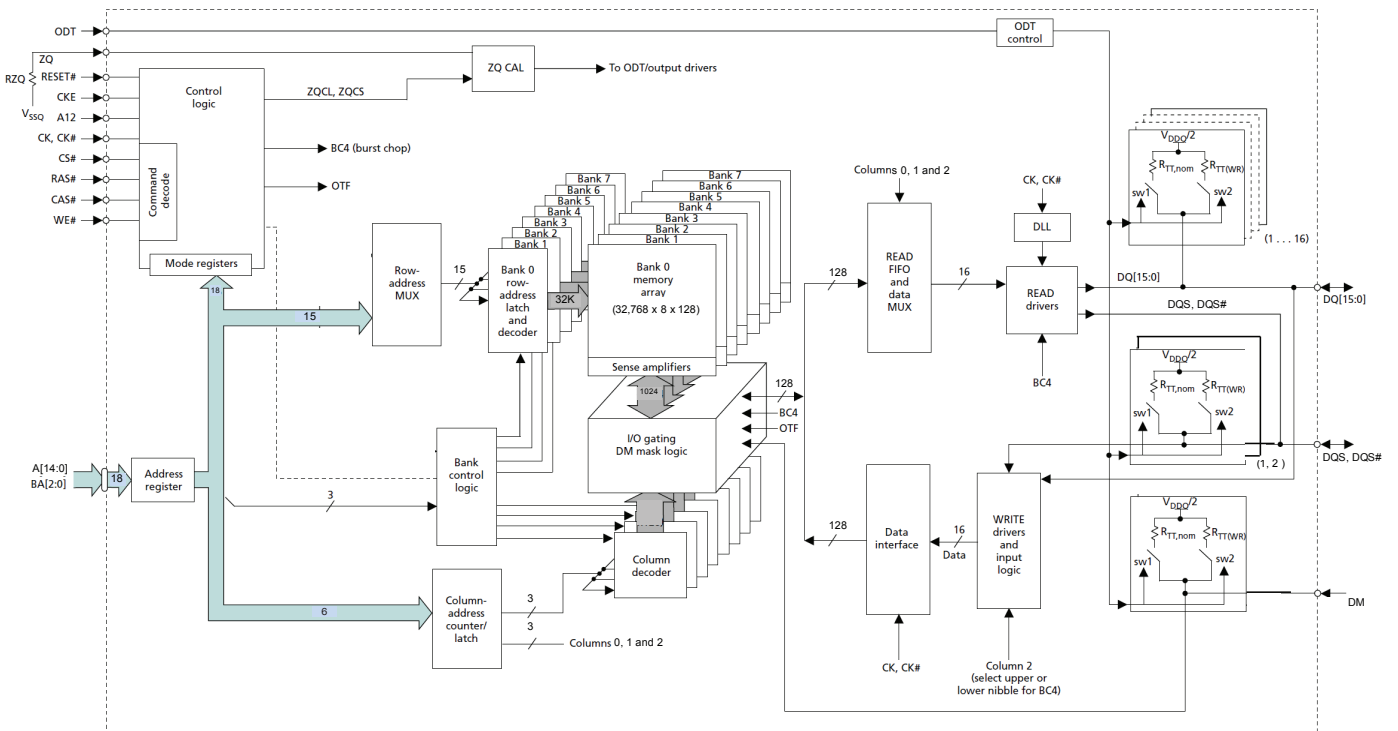 ODT
ODT
control
ZQ
RZQ
RESET#
CKE
VSSQ
A12
CK, CK#
CS#
RAS#
CAS#
WE#
Control
logic
Command
decode
Mode registers
ZQ CAL
To ODT/output drivers
ZQCL, ZQCS
BC4 (burst chop)
OTF
18
15
Row-
address
MUX
15
Bank 7
Bank 6
Bank 5
Bank 4
Bank 3
Bank 2
Bank 1
Bank 0
row-
address
latch
and
decoder
32K
Bank 7
Bank 6
Bank 5
Bank 4
Bank 3
Bank 2
Bank 1
Bank 0
memory
array
(32,768 x 8 x 128)
Sense amplifiers
1024
I/O gating
DM mask logic
128
BC4
OTF
Columns 0, 1 and 2
128
READ
FIFO
and
data
MUX
16
CK, CK#
DLL
READ
drivers
BC4
VDDQ/2
RTT,nom
RTT(WR)
sw1
sw2
(1 . . . 16)
DQ[15:0]
DQ[15:0]
DQS, DQS#
VDDQ/2
RTT,nom
RTT(WR)
sw1
sw2
(1, 2 )
DQS, DQS#
VDDQ/2
RTT,nom
RTT(WR)
sw1
sw2
DM
A[14:0]
BA[2:0]
18
Address
register
3
Bank
control
logic
Column
decoder
6
Column-
address
counter/
latch
3
3
Columns 0, 1 and 2
128
Data
interface
16
Data
WRITE
drivers
and
input
logic
CK, CK#
Column 2
(select upper or
lower nibble for BC4)